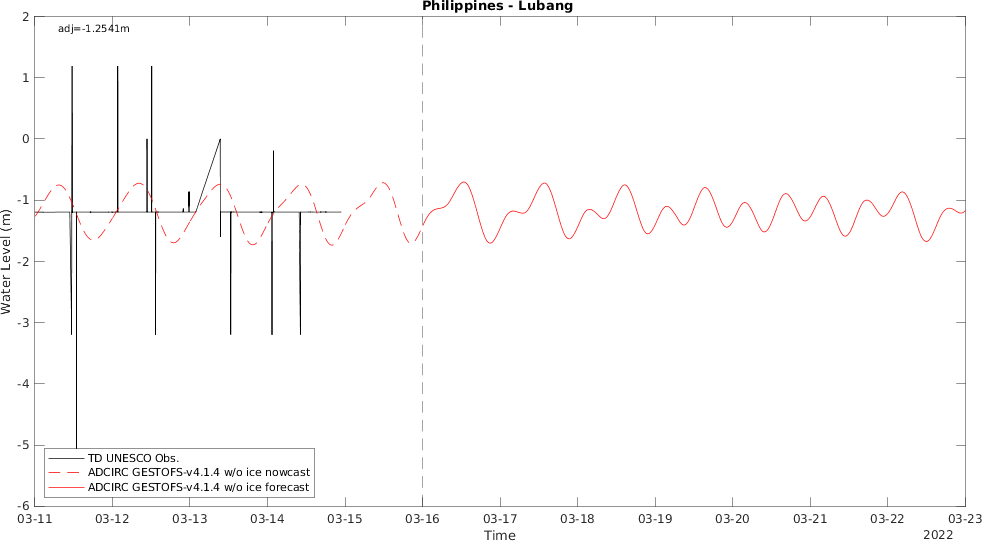 Philippines - Lubang
adj=-1.2541m
2
1
0
-1
-2
-3
-4
-5
-6
Water Level (m)
TD UNESCO Obs.
ADCIRC GESTOFS-v4.1.4 w/o ice nowcast
ADCIRC GESTOFS-v4.1.4 w/o ice forecast
03-11 03-12 03-13 03-14 03-15 03-16 03-17 03-18 03-19 03-20 03-21 03-22 03-23
Time
2022